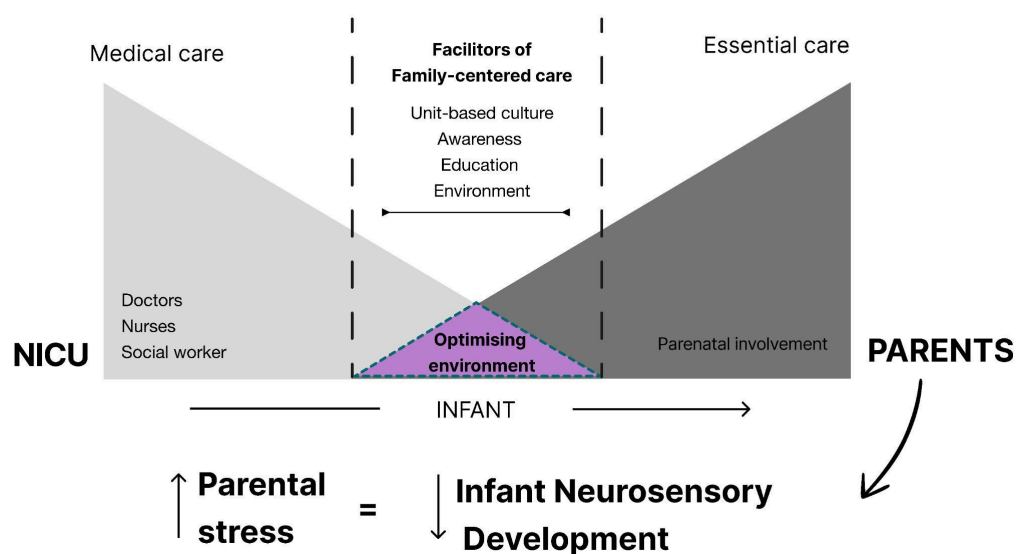 Medical care
Facilitors of
Family-centered care
Essential care
Unit-based culture
Awareness
Education
Environment
Doctors
Nurses
Social worker
NICU
Optimising
environment
Parenatal involvement
PARENTS
INFANT
Parental
stress
=
Infant Neurosensory
Development